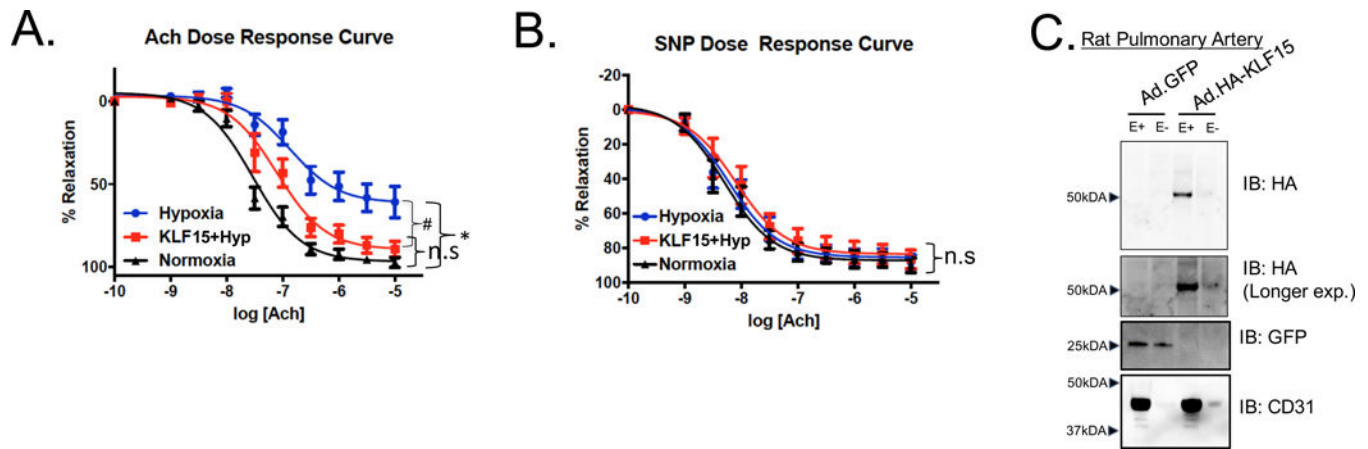 A.
Ach Dose Response Curve
0
50
100
% Relaxation
Hypoxia
KLF15+Hyp
Normoxia
#
*
n.s
-10 -9 -8 -7 -6 -5
log [Ach]
B.
SNP Dose Response Curve
-20
0
20
40
60
80
100
% Relaxation
Hypoxia
KLF15+Hyp
Normoxia
n.s
-10 -9 -8 -7 -6 -5
log [Ach]
C.
Rat Pulmonary Artery
Ad.GFP
Ad.HA-KLF15
E+ E- E+ E-
50kDA
IB: HA
50kDA
IB: HA
(Longer exp.)
25kDA
IB: GFP
50kDA
IB: CD31
37kDA